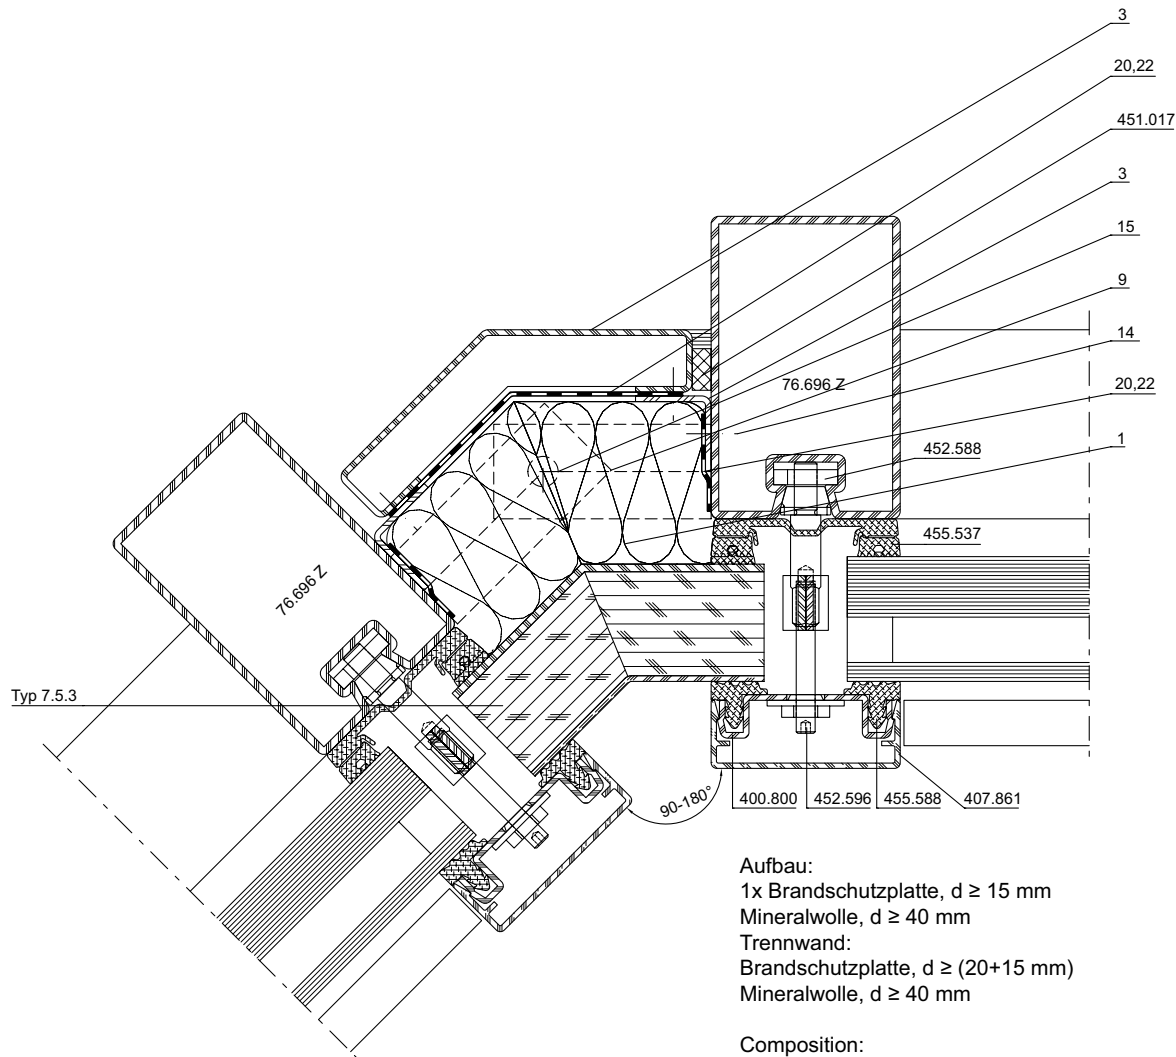 3
20,22
451.017
3
15
9
14
20,22
1
76.696 Z
452.588
455.537
76.696 Z
Typ 7.5.3
90-180°
400.800
452.596
455.588
407.861
Aufbau:
1x Brandschutzplatte, d ≥ 15 mm
Mineralwolle, d ≥ 40 mm
Trennwand:
Brandschutzplatte, d ≥ (20+15 mm)
Mineralwolle, d ≥ 40 mm
Composition: